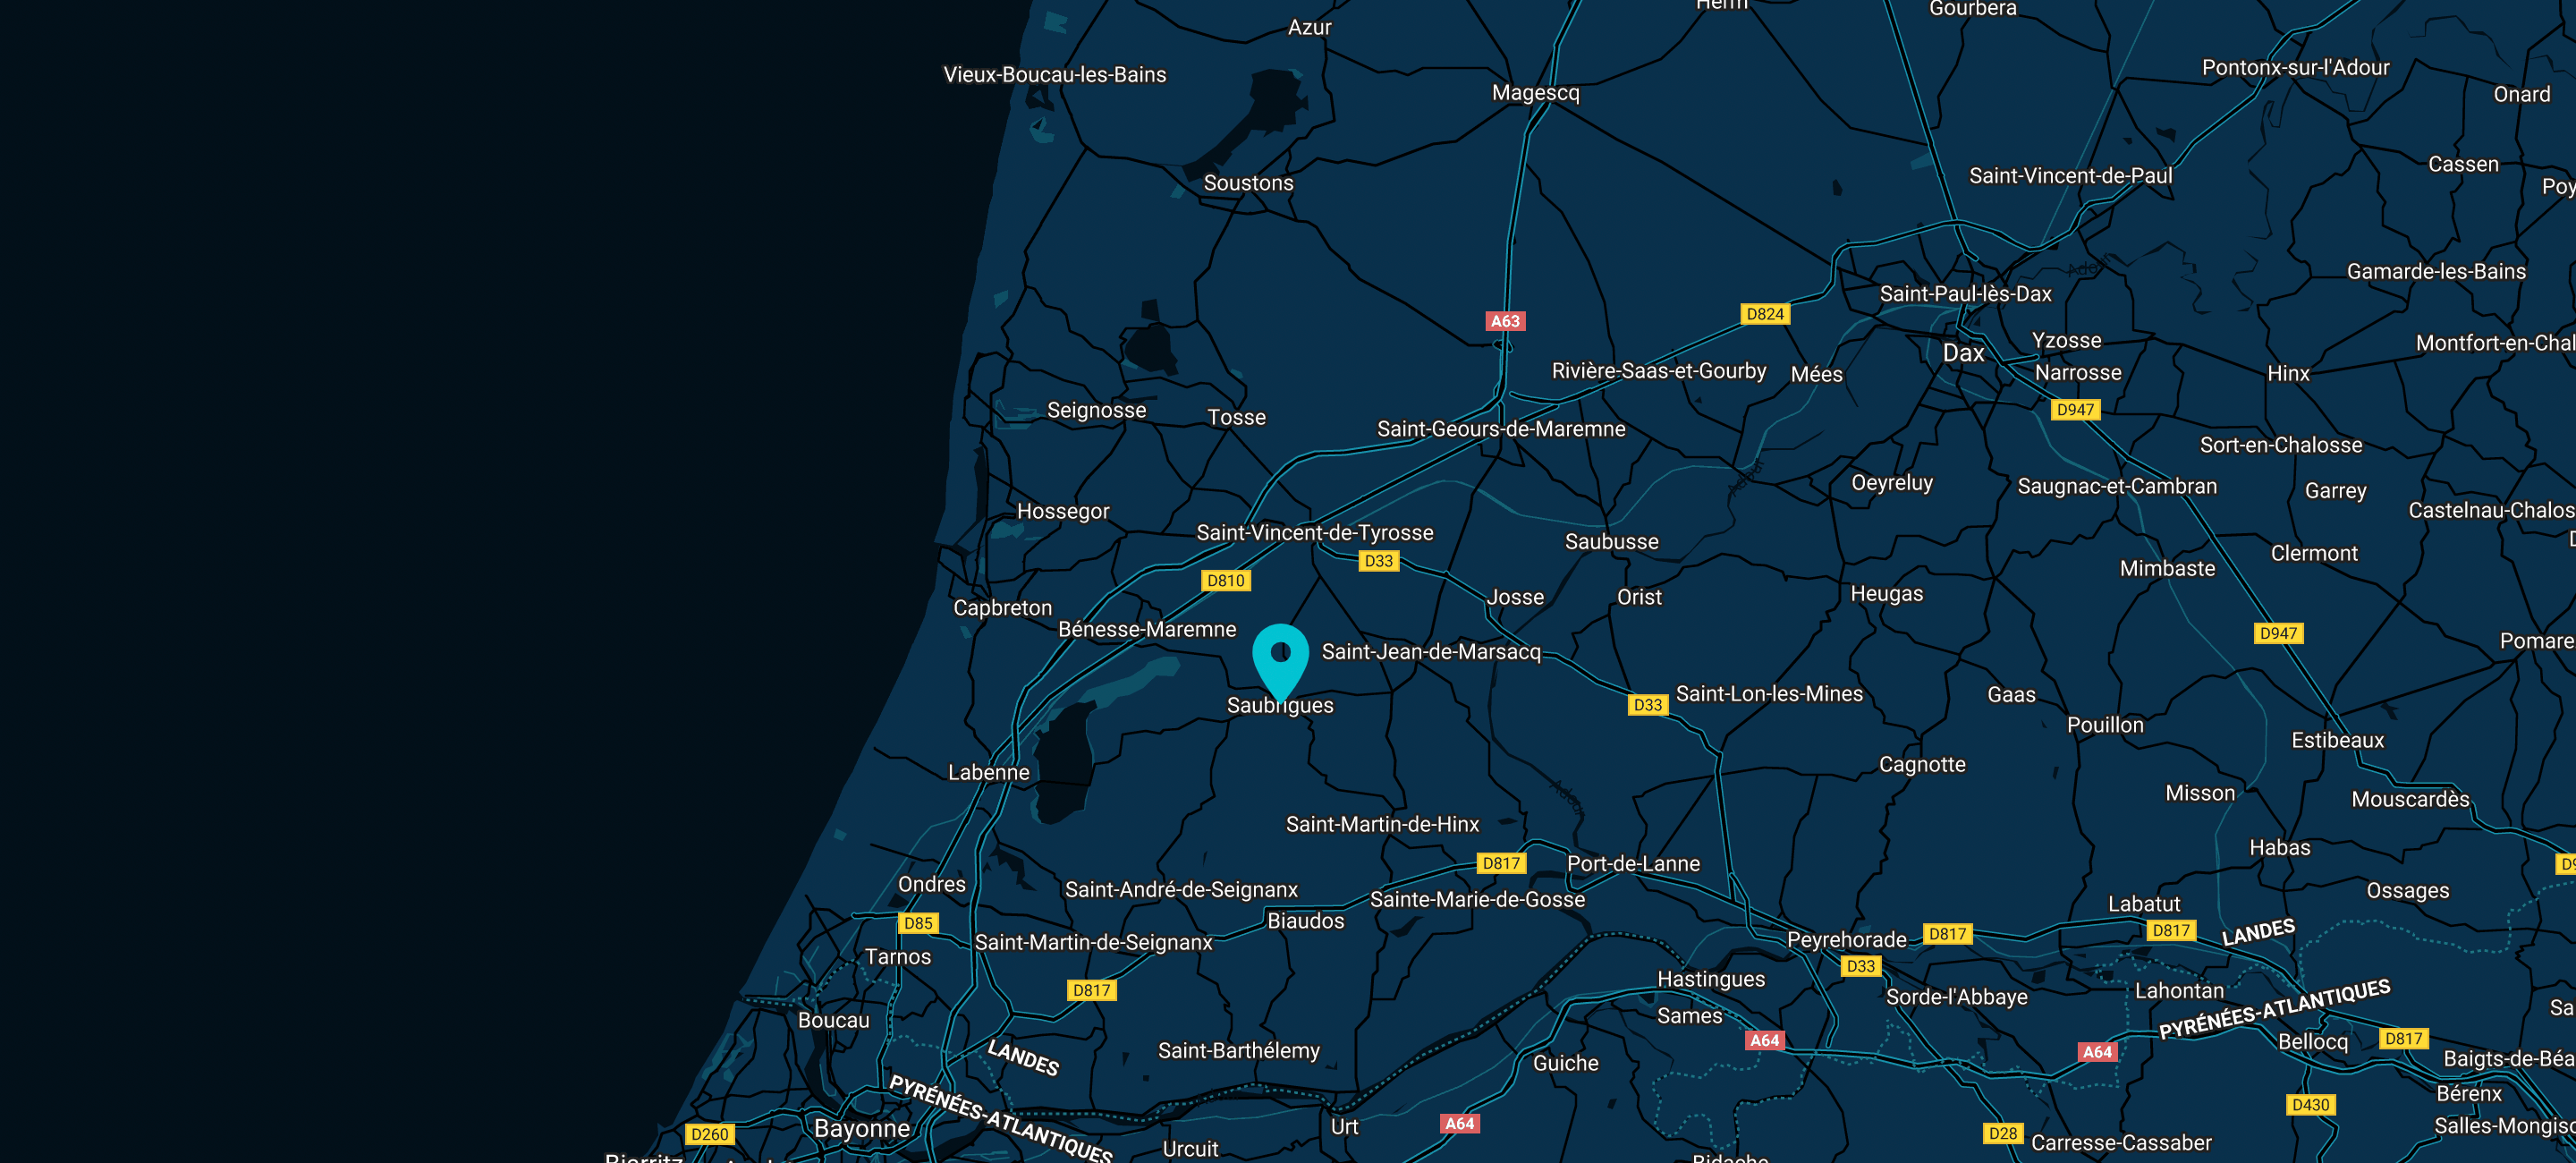 Azur
Gourbera
Vieux-Boucau-les-Bains
Pontonx-sur-l'Adour
Magescq
Onard
Cassen
Saint-Vincent-de-Paul
Soustons
Adour
Gamarde-les-Bains
Saint-Paul-lès-Dax
D824
A63
Yzosse
Montfort-en-Chal
Dax
Rivière-Saas-et-Gourby
Mées
Narrosse
Hinx
Seignosse
Tosse
D947
Saint-Geours-de-Maremne
Sort-en-Chalosse
Adour
Oeyreluy
Saugnac-et-Cambran
Garrey
Hossegor
Castelnau-Chalos
Saint-Vincent-de-Tyrosse
Saubusse
Clermont
D33
Mimbaste
D810
Josse
Orist
Heugas
Capbreton
Bénesse-Maremne
D947
Pomare
Saint-Jean-de-Marsacq
Saint-Lon-les-Mines
Gaas
D33
Saubrigues
Pouillon
Estibeaux
Cagnotte
Labenne
Misson
Adour
Mouscardès
Saint-Martin-de-Hinx
Habas
D817
Port-de-Lanne
Ondres
Saint-André-de-Seignanx
Ossages
Sainte-Marie-de-Gosse
Labatut
D85
Biaudos
D817
D817
LANDES
Saint-Martin-de-Seignanx
Peyrehorade
Tarnos
D33
Hastingues
D817
Lahontan
Sorde-l'Abbaye
PYRÉNÉES-ATLANTIQUES
Sames
Boucau
A64
D817
Bellocq
LANDES
Saint-Barthélemy
A64
Guiche
Baigts-de-Béa
PYRÉNÉES-ATLANTIQUES
Bérenx
D430
A64
Bayonne
Urt
Salles-Mongisc
D260
D28
Carresse-Cassaber
Urcuit